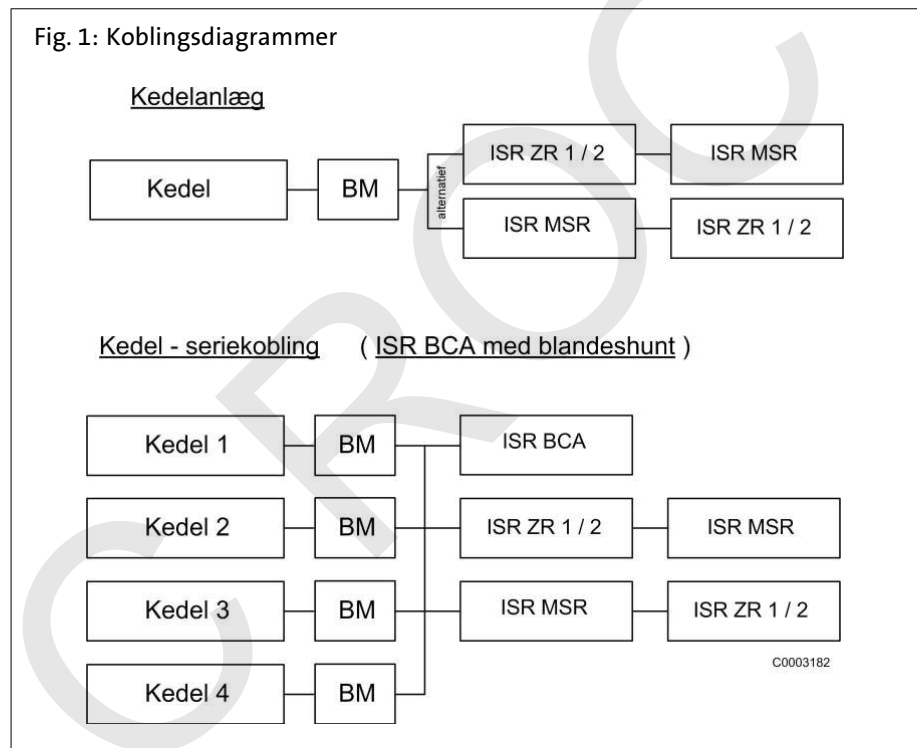 Fig. 1: Koblingsdiagrammer
Kedelanlæg
Kedel
BM
alternatief
ISR ZR 1 / 2
ISR MSR
ISR MSR
ISR ZR 1 / 2
Kedel - seriekobling ( ISR BCA med blandeshunt )
Kedel 1
BM
ISR BCA
Kedel 2
BM
ISR ZR 1 / 2
ISR MSR
Kedel 3
BM
ISR MSR
ISR ZR 1 / 2
C0003182
Kedel 4
BM
C ROC